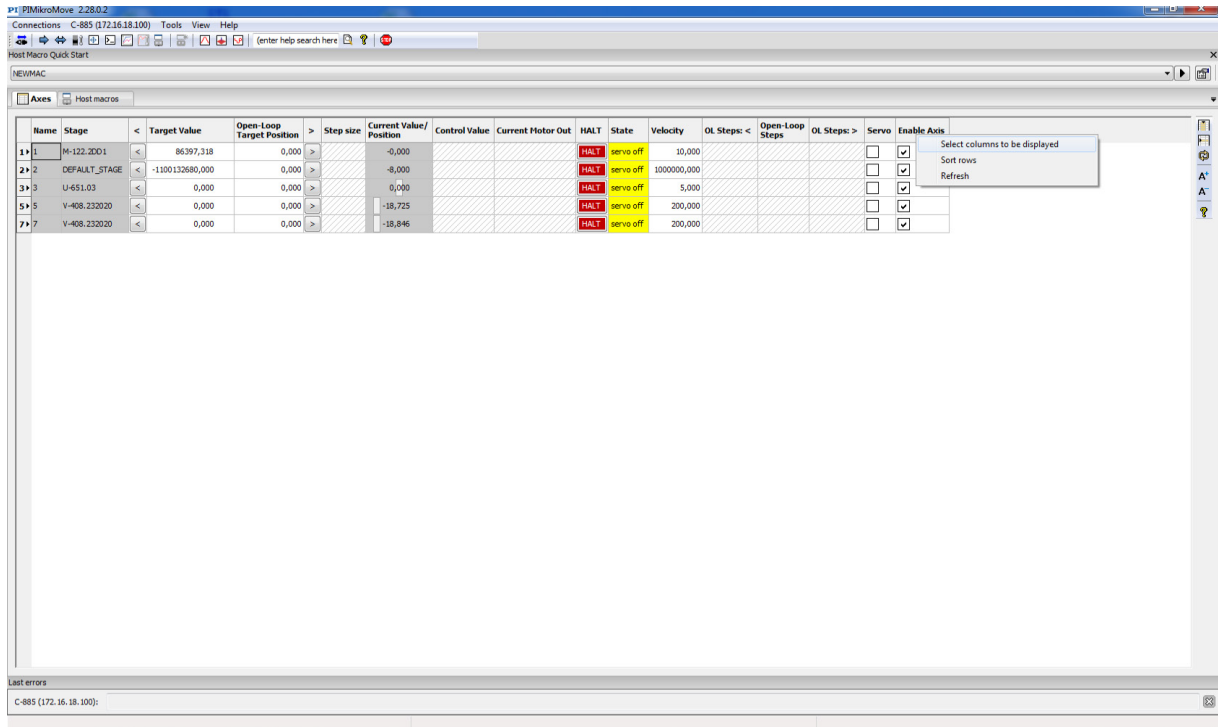 PI PIMikroMove 2.28.0.2
Connections C-885 (172.16.18.100) Tools View Help
(enter help search here STOP
Host Macro Quick Start
NEWMAC
Axes Host macros
Name Stage < Target Value Open-Loop Target Position > Step size Current Value/ Position Control Value Current Motor Out HALT State Velocity OL Steps: < Open-Loop Steps OL Steps: > Servo Enable Axis
1 1 M-122.2DD1 < 86397,318 0,000 > -0,000 HALT servo off 10,000
2 2 DEFAULT_STAGE < -1100132680,000 0,000 > -8,000 HALT servo off 1000000,000
3 3 U-651.03 < 0,000 0,000 > 0,000 HALT servo off 5,000
5 5 V-408.232020 < 0,000 0,000 > -18,725 HALT servo off 200,000
7 7 V-408.232020 < 0,000 0,000 > -18,846 HALT servo off 200,000
Select columns to be displayed
Sort rows
Refresh
A+
A-
Last errors
C-885 (172.16.18.100):